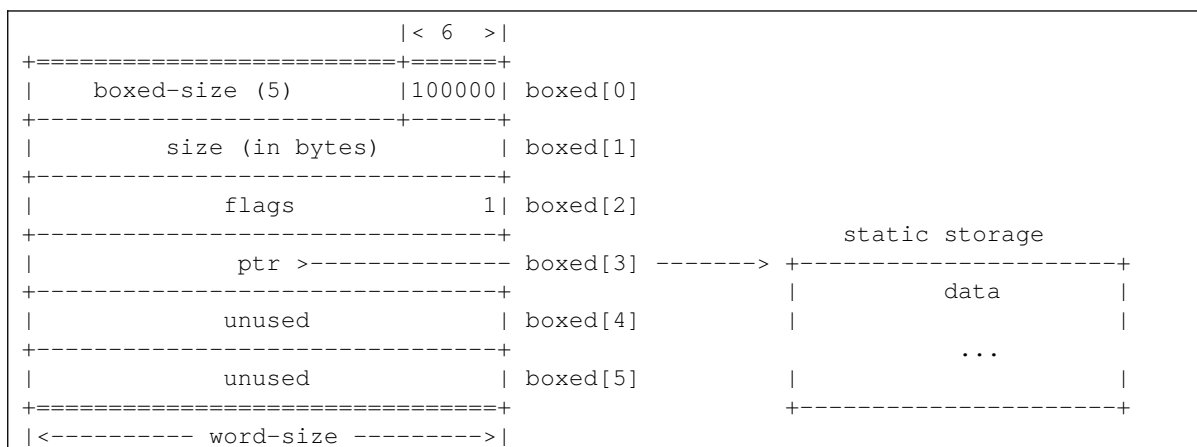 |< 6  >|
+=========================+======+
|    boxed-size (5)       |100000| boxed[0]
+-------------------------+------+
|         size (in bytes)        | boxed[1]
+--------------------------------+
|             flags             1| boxed[2]
+--------------------------------+                       static storage
|              ptr >-------------- boxed[3] -------> +----------------------+
+--------------------------------+                   |          data        |
|             unused             | boxed[4]          |                      |
+--------------------------------+                              ...
|             unused             | boxed[5]          |                      |
+================================+                   +----------------------+
|<---------- word-size --------->|